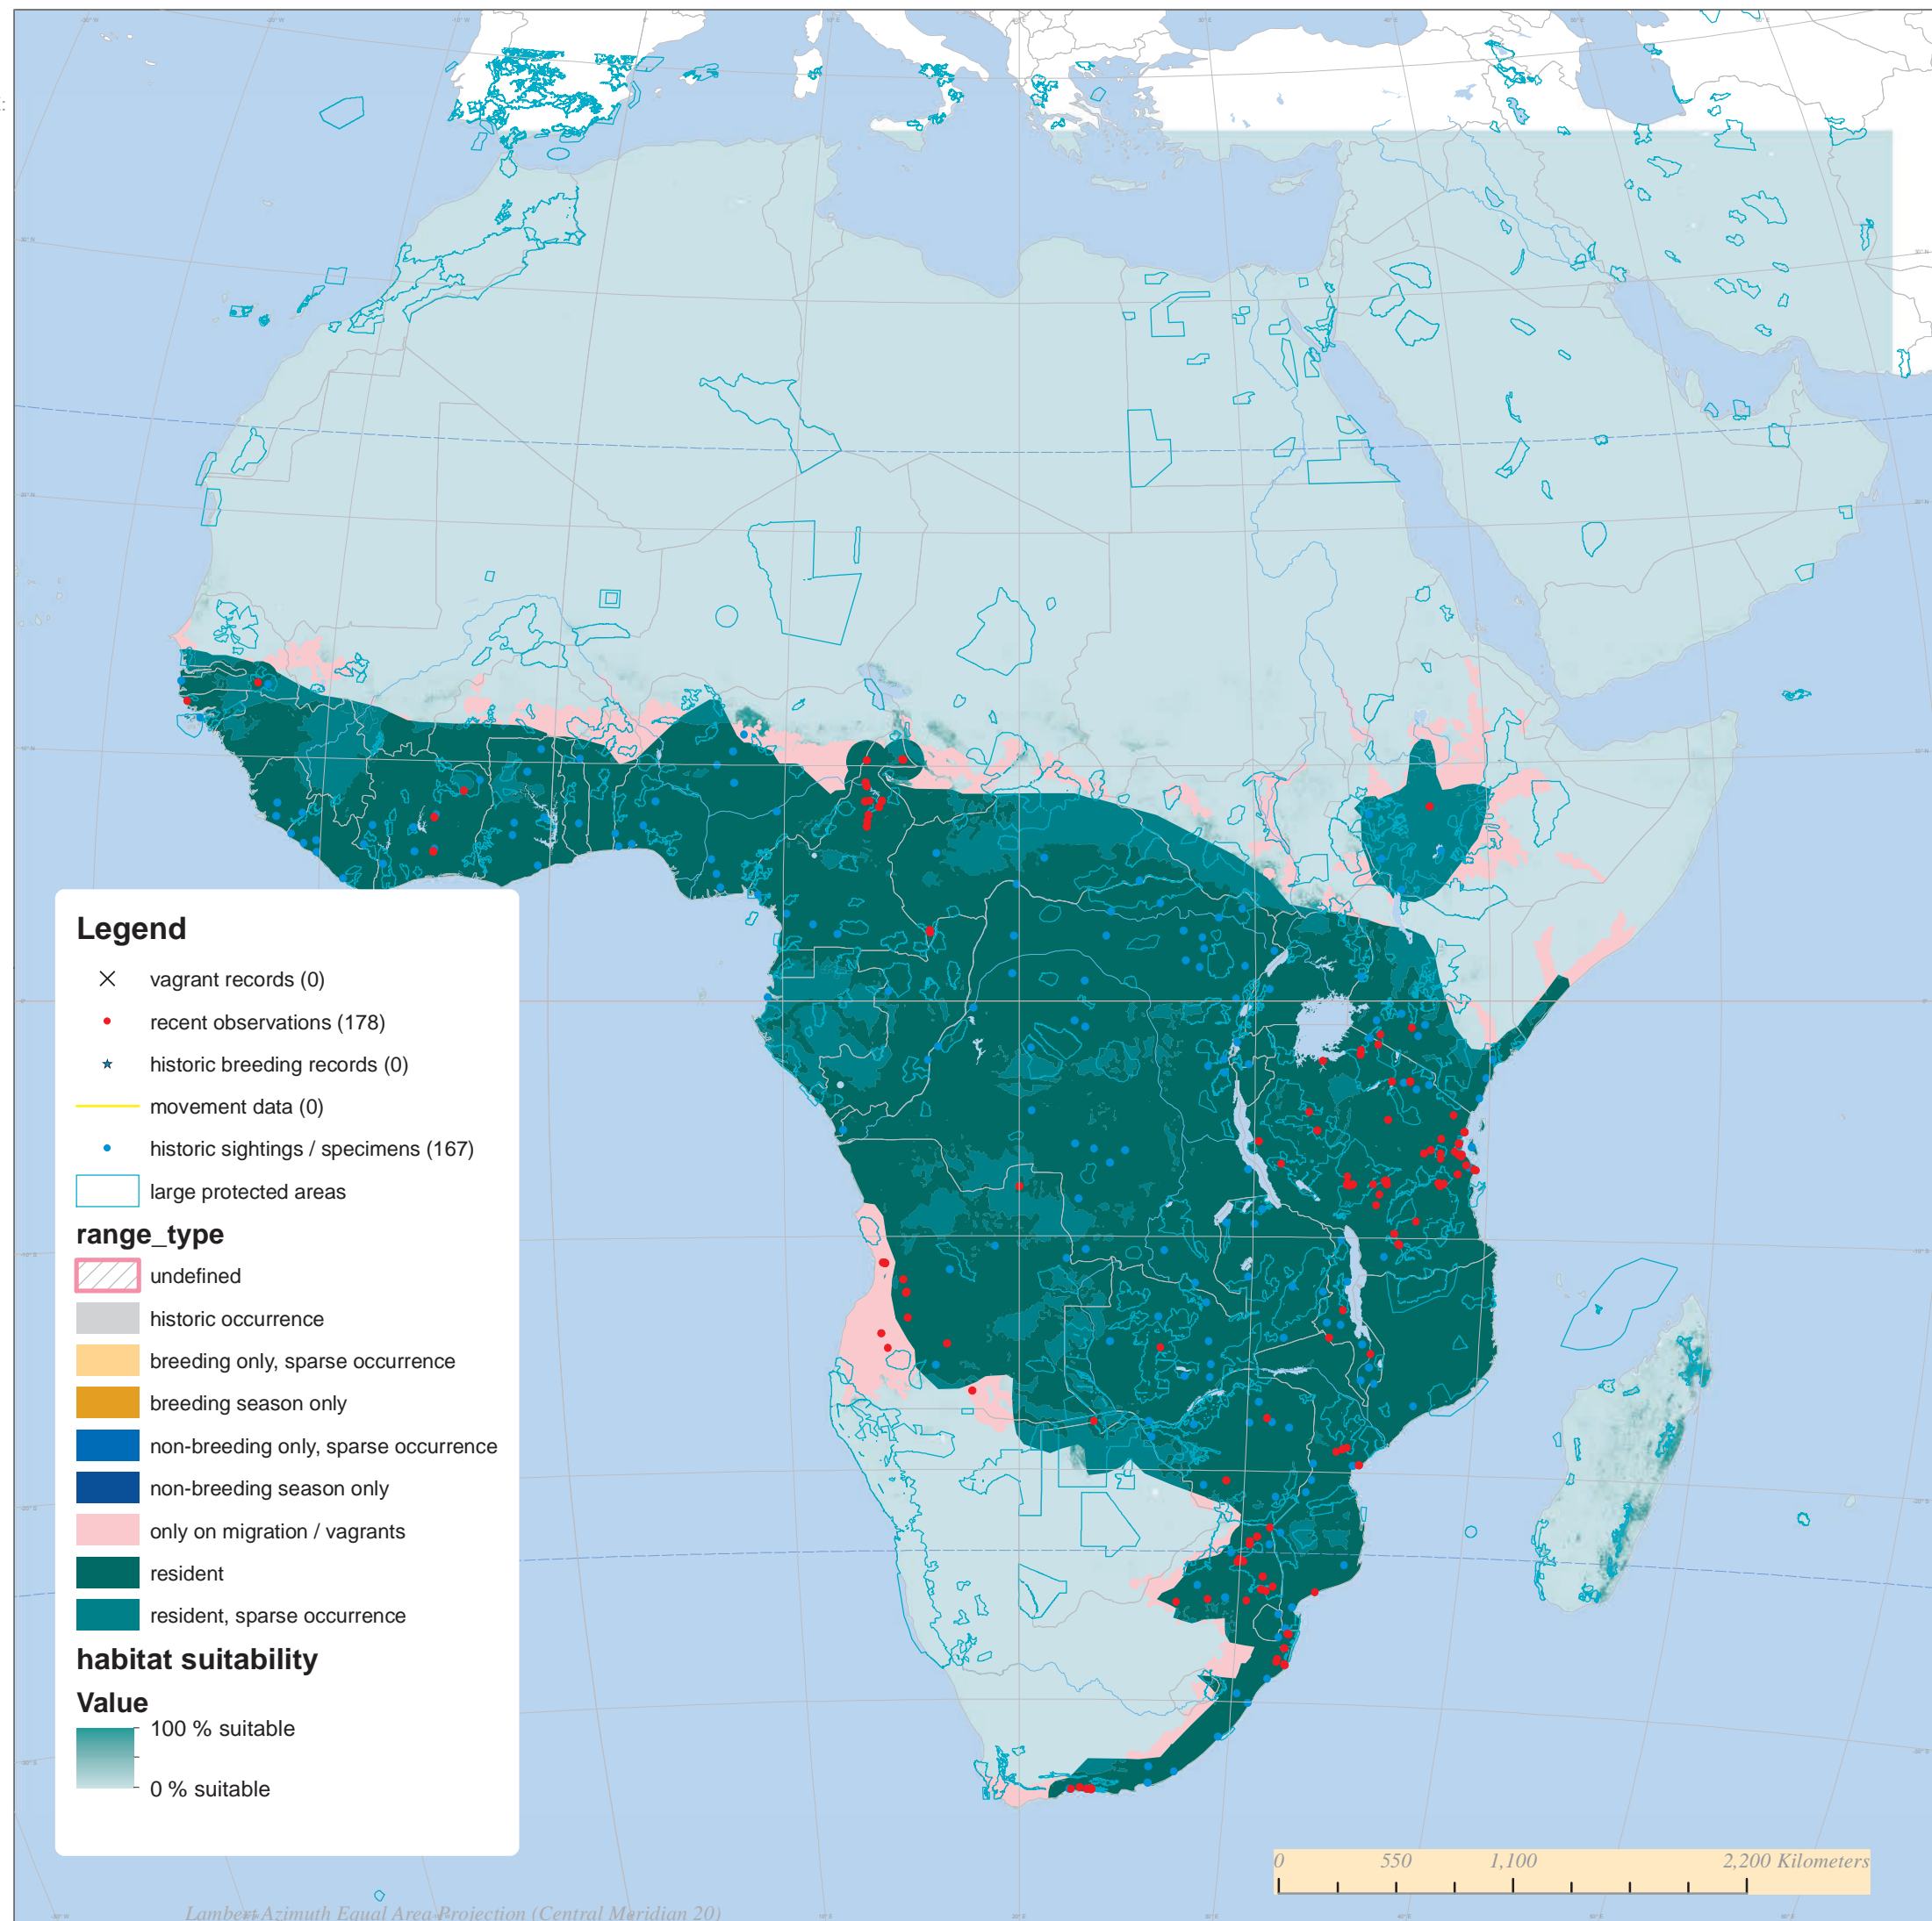 Legend
vagrant records (0)
recent observations (178)
historic breeding records (0)
movement data (0)
historic sightings / specimens (167)
large protected areas
range_type
undefined
historic occurrence
breeding only, sparse occurrence
breeding season only
non-breeding only, sparse occurrence
non-breeding season only
only on migration / vagrants
resident
resident, sparse occurrence
habitat suitability
Value
100 % suitable
0 % suitable
0 550 1,100 2,200 Kilometers
Lambert Azimuth Equal Area Projection (Central Meridian 20)